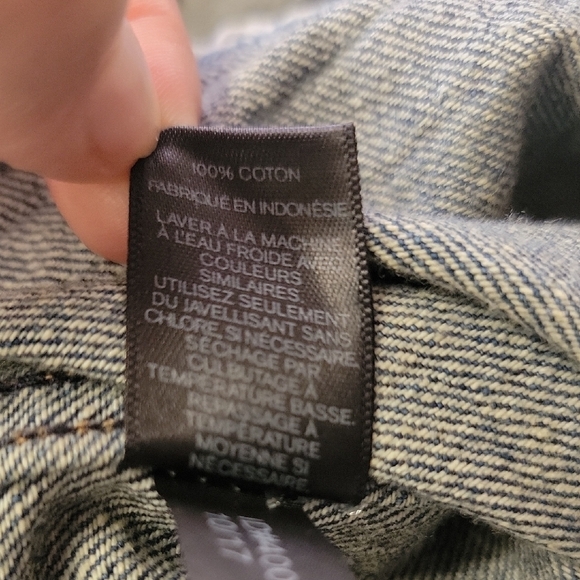 100% COTON
FABRIQUÉ EN INDONÉSIE
LAVER À LA MACHINE
À L'EAU FROIDE AVEC
COULEURS
SIMILAIRES.
UTILISEZ SEULEMENT
DU JAVELLISANT SANS
CHLORE, SI NÉCESSAIRE.
SÉCHAGE PAR
CULBUTAGE À
TEMPÉRATURE BASSE.
REPASSAGE À
TEMPÉRATURE
MOYENNE SI
NÉCESSAIRE